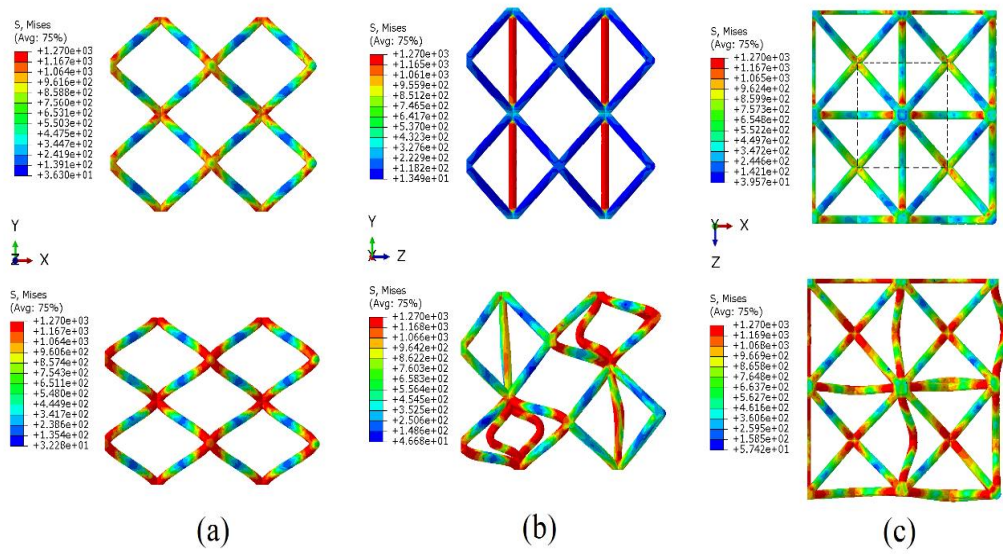 S, Mises
(Avg: 75%)
+1.270e+03
+1.167e+03
+1.064e+03
+9.616e+02
+8.588e+02
+7.560e+02
+6.531e+02
+5.503e+02
+4.475e+02
+3.447e+02
+2.419e+02
+1.391e+02
+3.630e+01
Y
Z
X
S, Mises
(Avg: 75%)
+1.270e+03
+1.165e+03
+1.061e+03
+9.559e+02
+8.512e+02
+7.465e+02
+6.417e+02
+5.370e+02
+4.323e+02
+3.276e+02
+2.229e+02
+1.182e+02
+1.349e+01
Y
X
Z
S, Mises
(Avg: 75%)
+1.270e+03
+1.167e+03
+1.065e+03
+9.624e+02
+8.599e+02
+7.573e+02
+6.548e+02
+5.522e+02
+4.497e+02
+3.472e+02
+2.446e+02
+1.421e+02
+3.957e+01
Y
X
Z
S, Mises
(Avg: 75%)
+1.270e+03
+1.167e+03
+1.064e+03
+9.606e+02
+8.574e+02
+7.543e+02
+6.511e+02
+5.480e+02
+4.449e+02
+3.417e+02
+2.386e+02
+1.354e+02
+3.228e+01
S, Mises
(Avg: 75%)
+1.270e+03
+1.168e+03
+1.066e+03
+9.642e+02
+8.622e+02
+7.603e+02
+6.583e+02
+5.564e+02
+4.545e+02
+3.525e+02
+2.506e+02
+1.486e+02
+4.668e+01
S, Mises
(Avg: 75%)
+1.270e+03
+1.169e+03
+1.068e+03
+9.669e+02
+8.658e+02
+7.648e+02
+6.637e+02
+5.627e+02
+4.616e+02
+3.606e+02
+2.595e+02
+1.585e+02
+5.742e+01
(a)
(b)
(c)